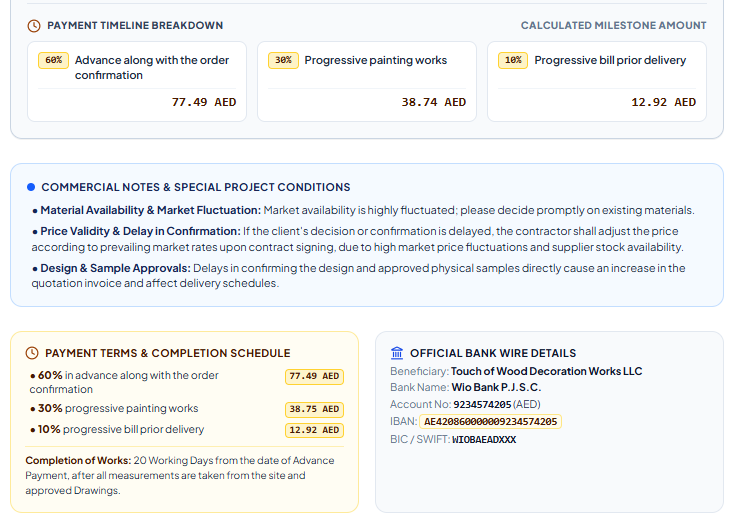 PAYMENT TIMELINE BREAKDOWN
CALCULATED MILESTONE AMOUNT
60% Advance along with the order
confirmation
77.49 AED
30% Progressive painting works
38.74 AED
10% Progressive bill prior delivery
12.92 AED
COMMERCIAL NOTES & SPECIAL PROJECT CONDITIONS
• Material Availability & Market Fluctuation: Market availability is highly fluctuated; please decide promptly on existing materials.
• Price Validity & Delay in Confirmation: If the client's decision or confirmation is delayed, the contractor shall adjust the price
according to prevailing market rates upon contract signing, due to high market price fluctuations and supplier stock availability.
• Design & Sample Approvals: Delays in confirming the design and approved physical samples directly cause an increase in the
quotation invoice and affect delivery schedules.
PAYMENT TERMS & COMPLETION SCHEDULE
• 60% in advance along with the order
confirmation
77.49 AED
• 30% progressive painting works
38.75 AED
• 10% progressive bill prior delivery
12.92 AED
Completion of Works: 20 Working Days from the date of Advance
Payment, after all measurements are taken from the site and
approved Drawings.
OFFICIAL BANK WIRE DETAILS
Beneficiary: Touch of Wood Decoration Works LLC
Bank Name: Wio Bank P.J.S.C.
Account No: 9234574205 (AED)
IBAN: AE420860000009234574205
BIC / SWIFT: WIOBAEADXXX